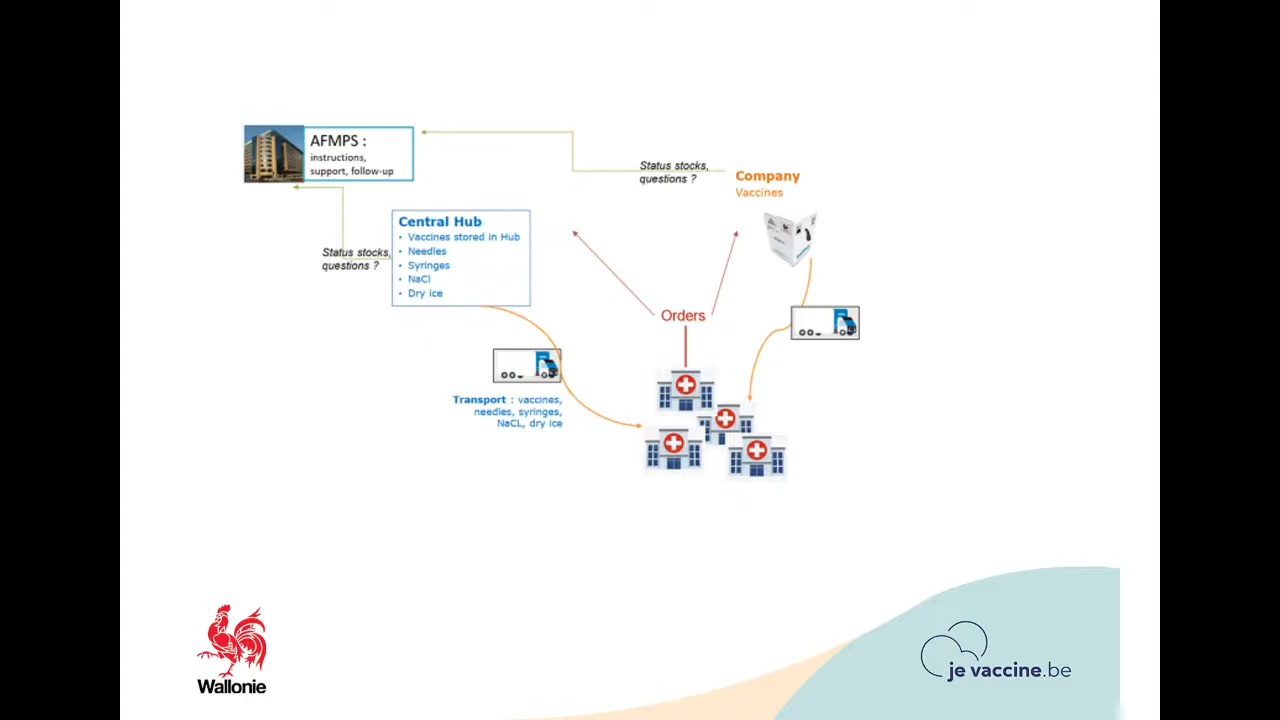 AFMPS :
instructions,
support, follow-up
Status stocks,
questions ?
Company
Vaccines
Central Hub
• Vaccines stored in Hub
• Needles
• Syringes
• NaCl
• Dry ice
Status stocks,
questions ?
Orders
Transport : vaccines,
needles, syringes,
NaCL, dry ice
Wallonie
je vaccine.be